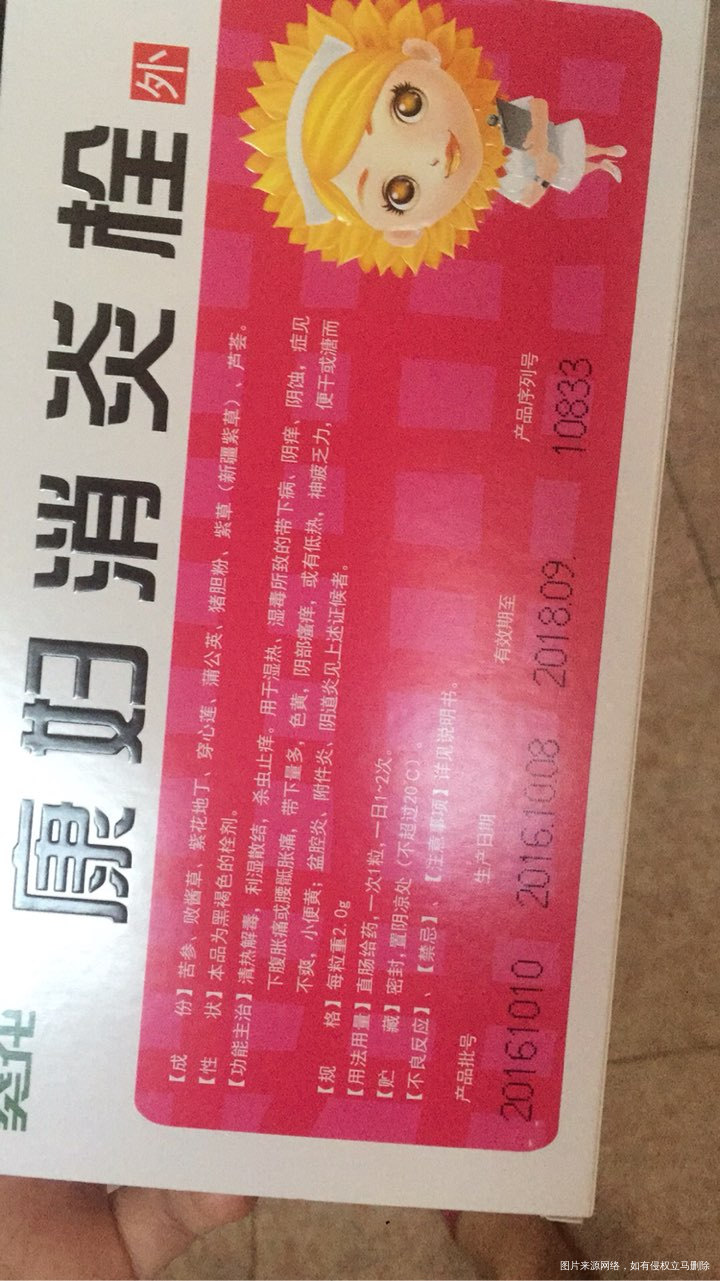 葵花
康妇消炎栓
外
【成 份】苦参、败酱草、紫花地丁、穿心莲、蒲公英、猪胆粉、紫草（新疆紫草）、芦荟。
【性 状】本品为黑褐色的栓剂。
【功能主治】清热解毒，利湿散结，杀虫止痒。用于湿热、湿毒所致的带下病、阴痒、阴蚀，症见
下腹胀痛或腰骶胀痛，带下量多，色黄，阴部瘙痒，或有低热，神疲乏力，便干或溏而
不爽，小便黄；盆腔炎、附件炎、阴道炎见上述证候者。
【规 格】每粒重2.0g
【用法用量】直肠给药,一次1粒,一日1~2次。
【贮 藏】密封,置阴凉处（不超过20℃）。
【不良反应】、【禁忌】、【注意事项】详见说明书。
产品批号 生产日期 有效期至 产品序列号
20161010 2016.1008 2018.09. 10833
图片来源网络，如有侵权立马删除